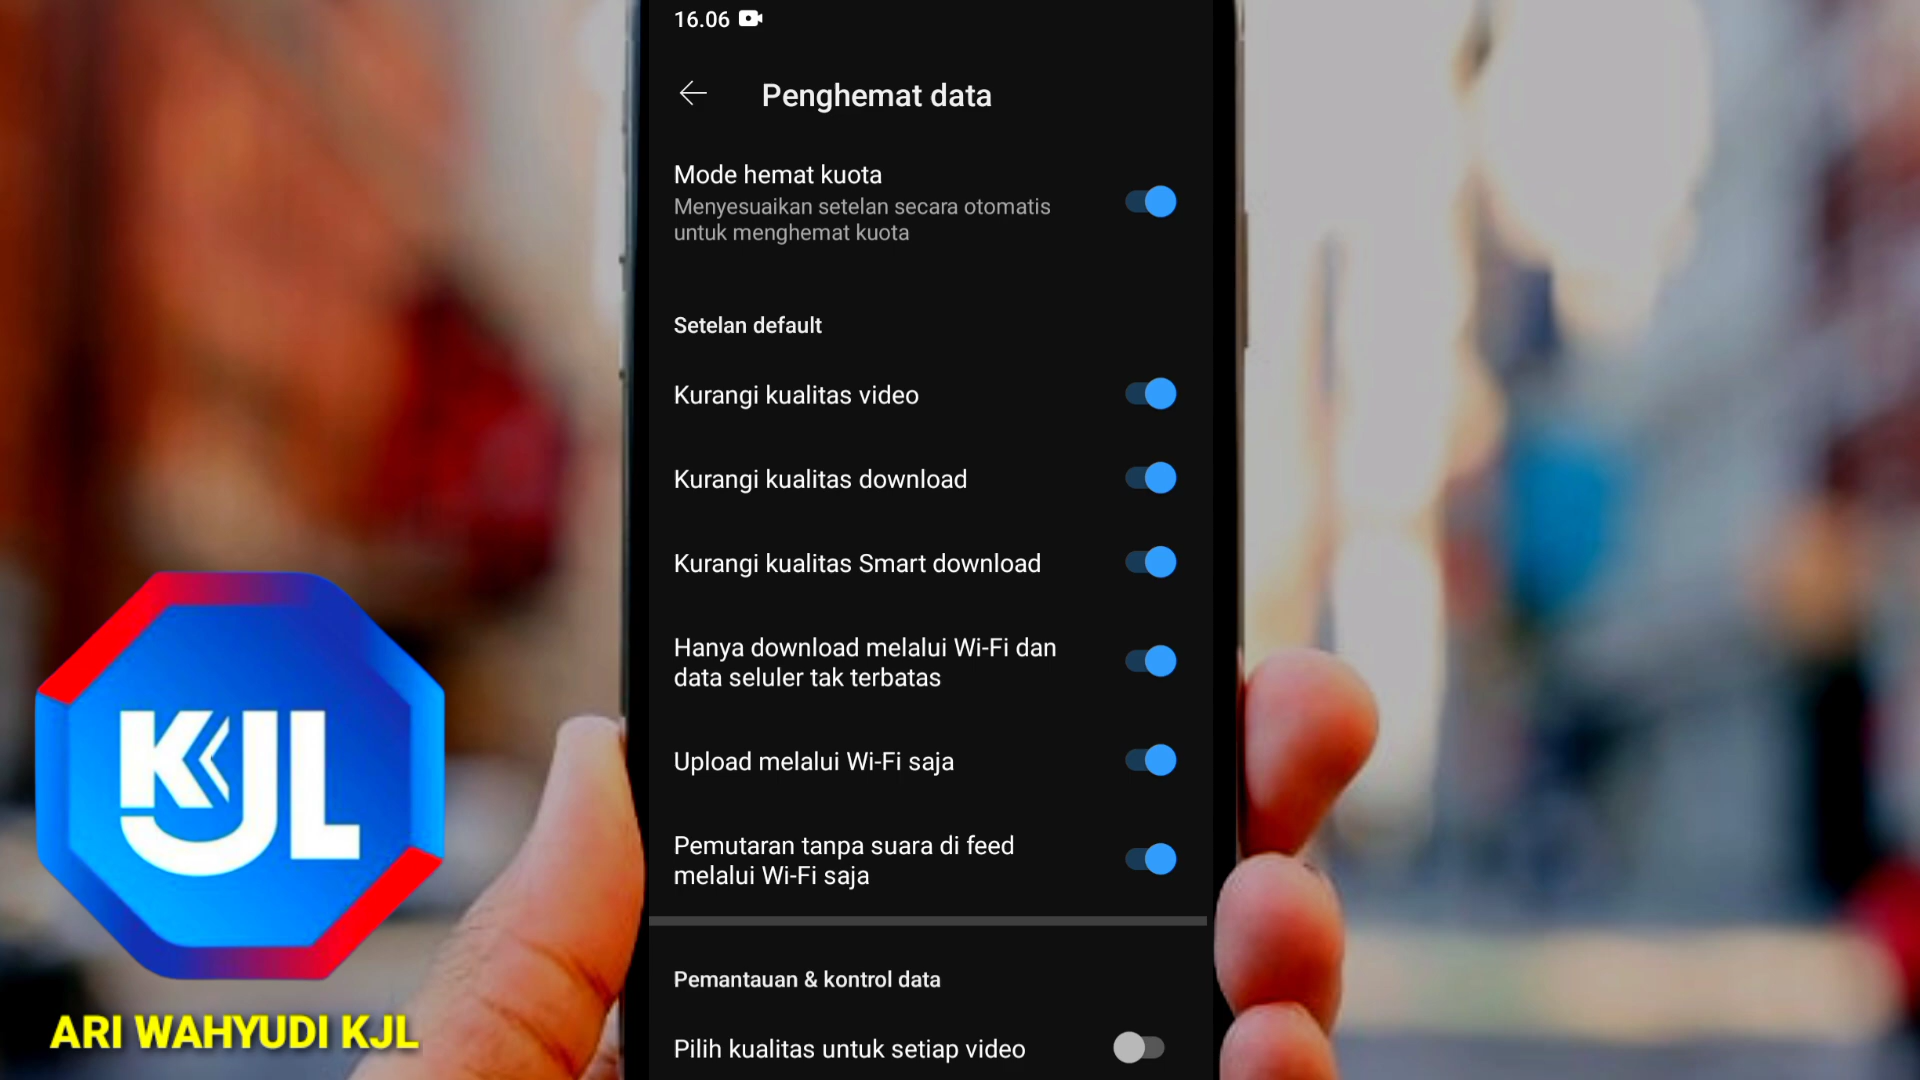 16.06
Penghemat data
Mode hemat kuota
Menyesuaikan setelan secara otomatis
untuk menghemat kuota
Setelan default
Kurangi kualitas video
Kurangi kualitas download
Kurangi kualitas Smart download
Hanya download melalui Wi-Fi dan
data seluler tak terbatas
Upload melalui Wi-Fi saja
Pemutaran tanpa suara di feed
melalui Wi-Fi saja
Pemantauan & kontrol data
Pilih kualitas untuk setiap video
KJL
ARI WAHYUDI KJL